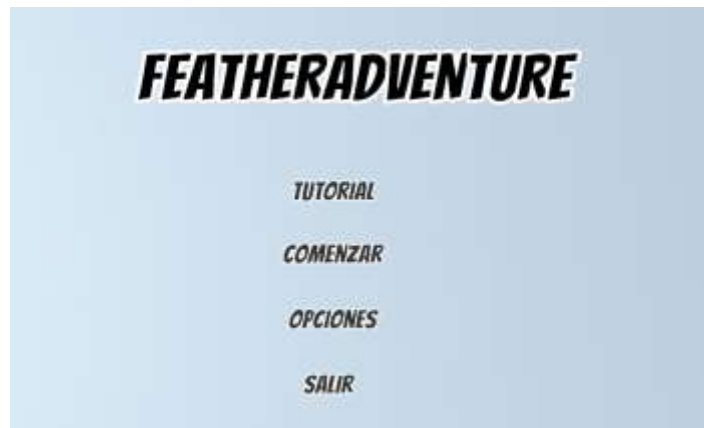 FEATHERADVENTURE
TUTORIAL
COMENZAR
OPCIONES
SALIR